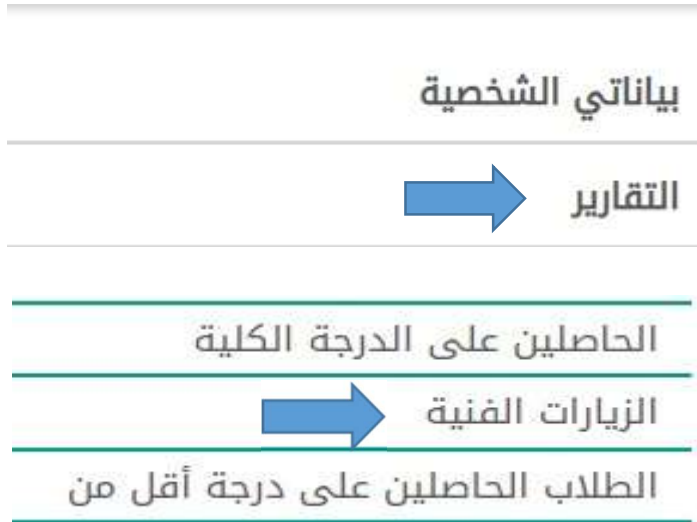 بياناتي الشخصية
التقارير
الحاصلين على الدرجة الكلية
الزيارات الفنية
الطلاب الحاصلين على درجة أقل من